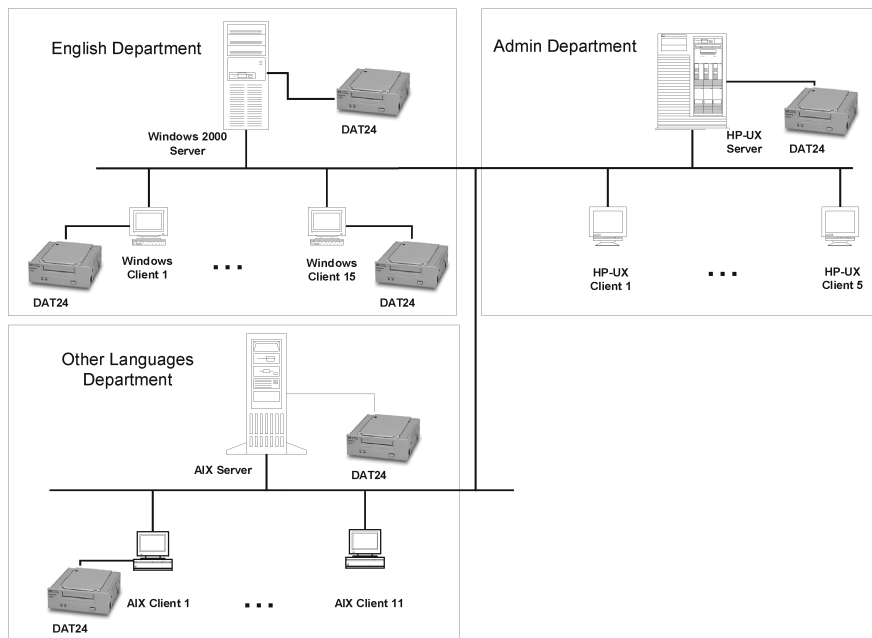 English Department
DAT24
Windows 2000
Server
Admin Department
HP-UX
Server
DAT24
Windows
Client 1
DAT24
...
Windows
Client 15
DAT24
HP-UX
Client 1
...
HP-UX
Client 5
Other Languages
Department
AIX Server
DAT24
AIX Client 1
DAT24
...
AIX Client 11